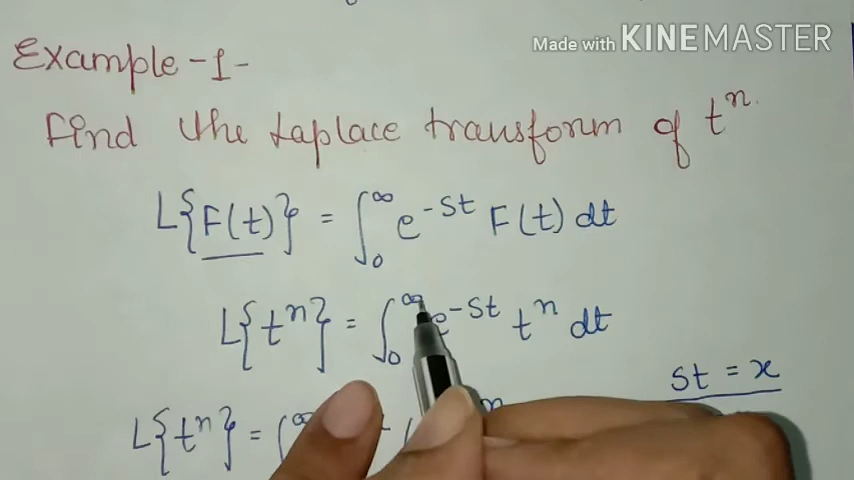 Made with KINEMASTER
Example-1-
Find the Laplace transform of tⁿ.
L{F(t)} = ∫₀^∞ e^-st F(t) dt
L{tⁿ} = ∫₀^∞ e^-st tⁿ dt
st = x
L{tⁿ} = ∫^∞